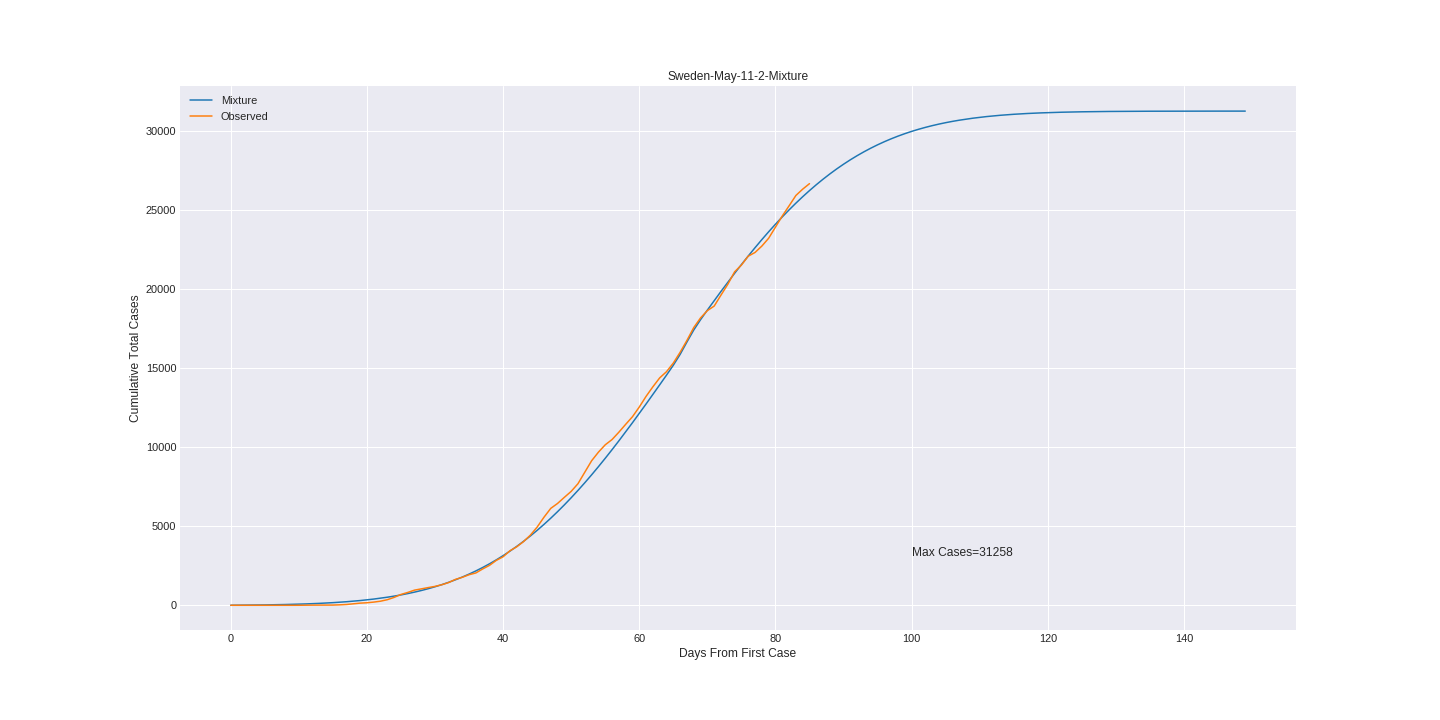 Sweden-May-11-2-Mixture
Mixture
Observed
30000
25000
20000
15000
10000
5000
0
Cumulative Total Cases
Max Cases=31258
0 20 40 60 80 100 120 140
Days From First Case